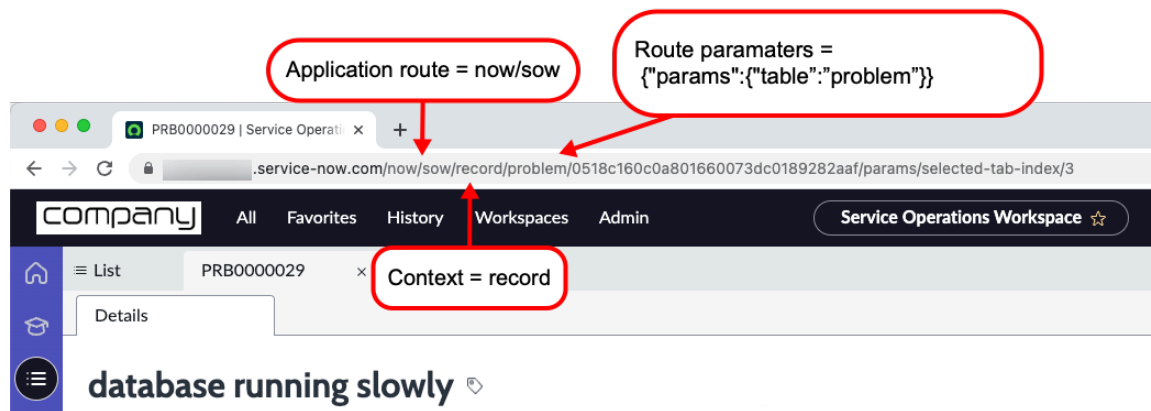 Application route = now/sow
Route paramaters =
{"params":{"table":"problem"}}
PRB0000029 | Service Operati
.service-now.com/now/sow/record/problem/0518c160c0a801660073dc0189282aaf/params/selected-tab-index/3
company All Favorites History Workspaces Admin Service Operations Workspace
List PRB0000029
Context = record
Details
database running slowly